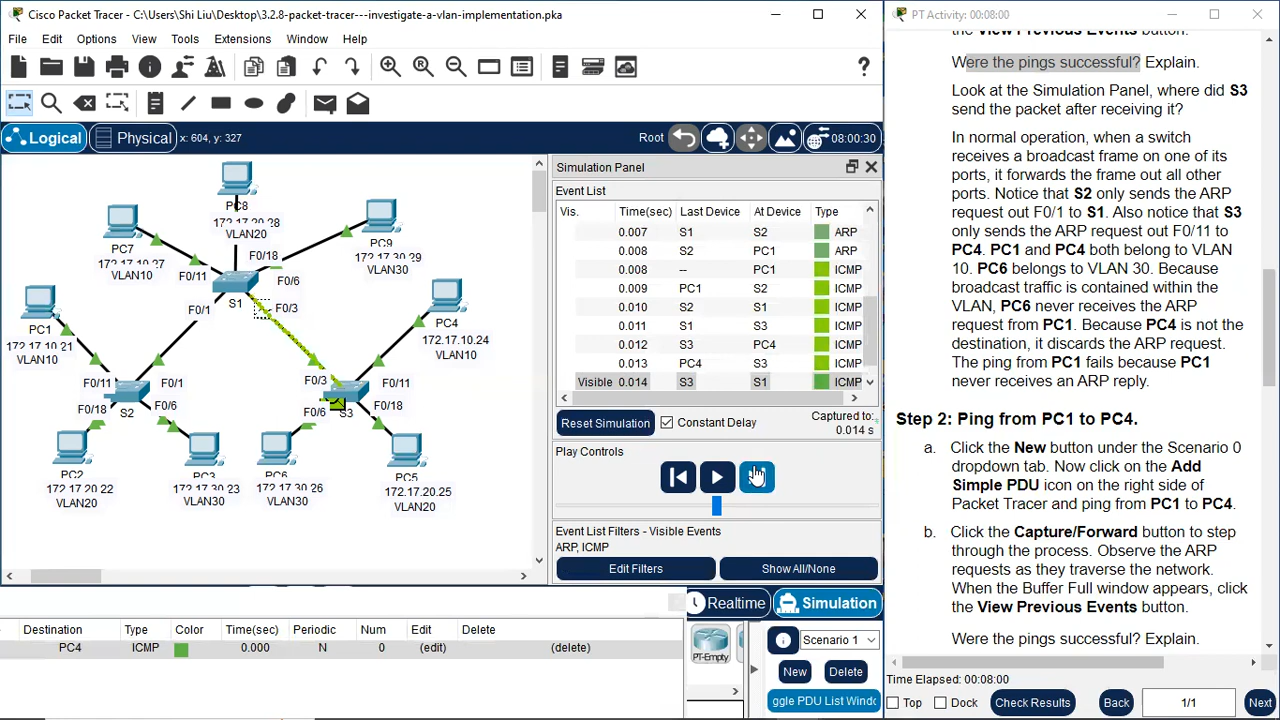 Cisco Packet Tracer - C:\Users\Shi Liu\Desktop\3.2.8-packet-tracer---investigate-a-vlan-implementation.pka
File Edit Options View Tools Extensions Window Help
Logical Physical x: 604, y: 327 Root 08:00:30
PC8
172.17.20.28
VLAN20
PC7
172.17.10.27
VLAN10
PC9
172.17.30.29
VLAN30
F0/11
F0/18
F0/6
S1
F0/1
F0/3
PC1
172.17.10.21
VLAN10
PC4
172.17.10.24
VLAN10
F0/11
F0/1
F0/18
F0/6
S2
F0/3
F0/11
F0/6
F0/18
S3
PC2
172.17.20.22
VLAN20
PC3
172.17.30.23
VLAN30
PC6
172.17.30.26
VLAN30
PC5
172.17.20.25
VLAN20
Simulation Panel
Event List
Vis. Time(sec) Last Device At Device Type
0.007 S1 S2 ARP
0.008 S2 PC1 ARP
0.008 -- PC1 ICMP
0.009 PC1 S2 ICMP
0.010 S2 S1 ICMP
0.011 S1 S3 ICMP
0.012 S3 PC4 ICMP
0.013 PC4 S3 ICMP
Visible 0.014 S3 S1 ICMP
Reset Simulation Constant Delay Captured to:
0.014 s
Play Controls
Event List Filters - Visible Events
ARP, ICMP
Edit Filters Show All/None
Realtime Simulation
Destination Type Color Time(sec) Periodic Num Edit Delete
PC4 ICMP 0.000 N 0 (edit) (delete)
PT-Empty
Scenario 1
New Delete
ggle PDU List Windo
PT Activity: 00:08:00
the View Previous Events button.
Were the pings successful? Explain.
Look at the Simulation Panel, where did S3
send the packet after receiving it?
In normal operation, when a switch
receives a broadcast frame on one of its
ports, it forwards the frame out all other
ports. Notice that S2 only sends the ARP
request out F0/1 to S1. Also notice that S3
only sends the ARP request out F0/11 to
PC4. PC1 and PC4 both belong to VLAN
10. PC6 belongs to VLAN 30. Because
broadcast traffic is contained within the
VLAN, PC6 never receives the ARP
request from PC1. Because PC4 is not the
destination, it discards the ARP request.
The ping from PC1 fails because PC1
never receives an ARP reply.
Step 2: Ping from PC1 to PC4.
a. Click the New button under the Scenario 0
dropdown tab. Now click on the Add
Simple PDU icon on the right side of
Packet Tracer and ping from PC1 to PC4.
b. Click the Capture/Forward button to step
through the process. Observe the ARP
requests as they traverse the network.
When the Buffer Full window appears, click
the View Previous Events button.
Were the pings successful? Explain.
Time Elapsed: 00:08:00
Top Dock Check Results Back 1/1 Next